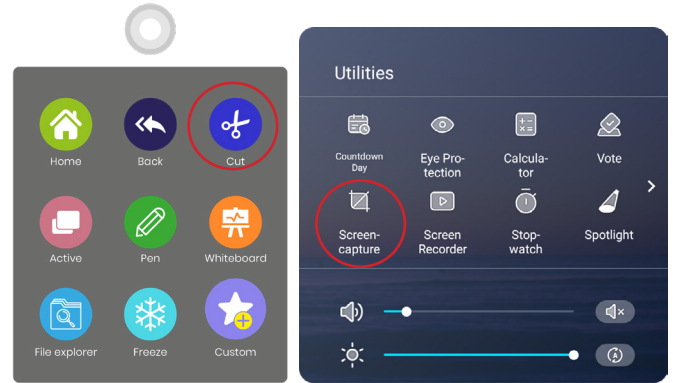 Home Back Cut
Active Pen Whiteboard
File explorer Freeze Custom
Utilities
Countdown
Day
Eye Pro-
tection
Calcula-
tor
Vote
Screen-
capture
Screen
Recorder
Stop-
watch
Spotlight
A